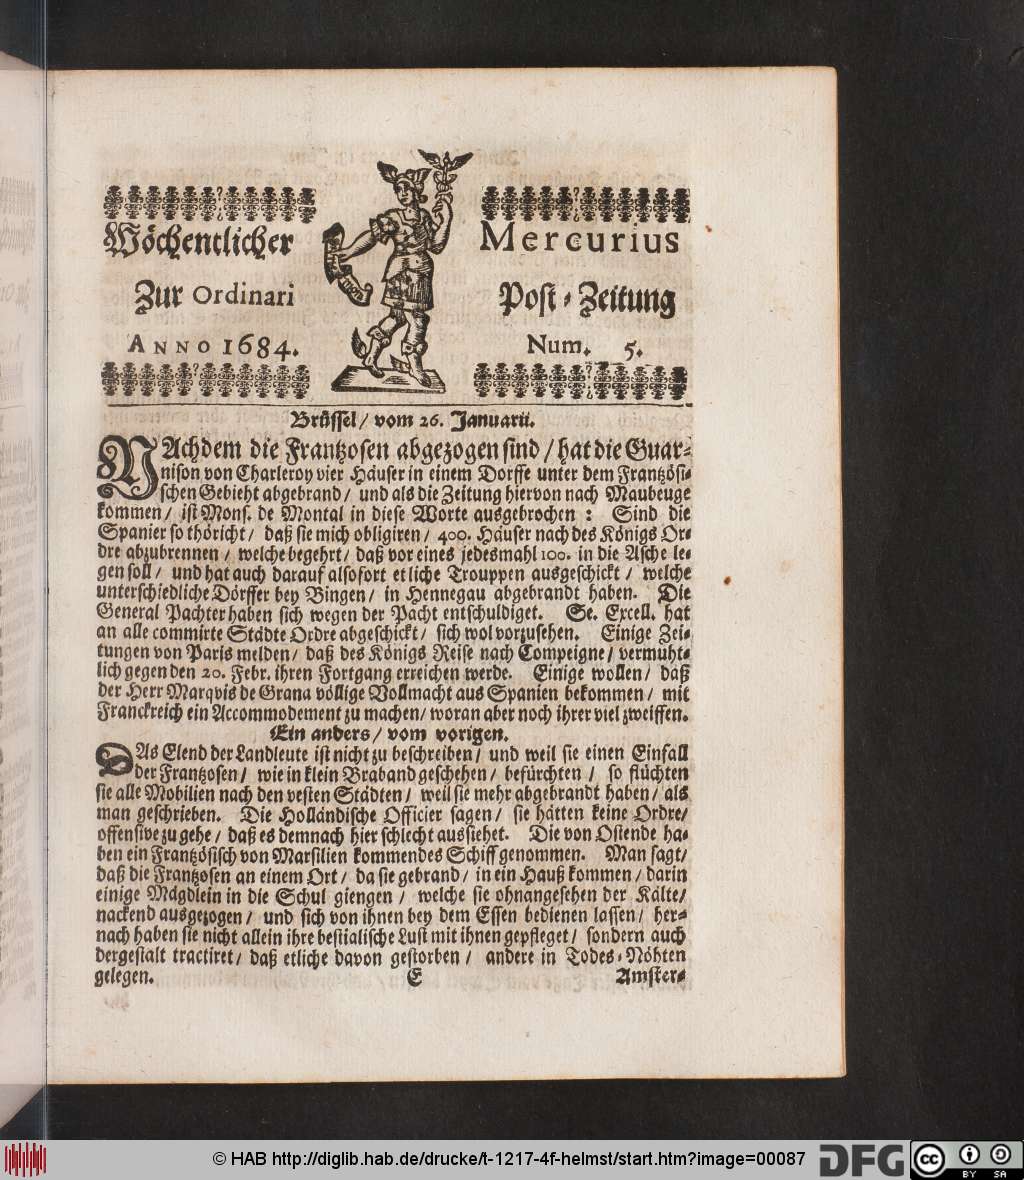 Wöchentlicher Mercurius
Zur Ordinari Post-Zeitung
ANNO 1684. Num. 5.
Brüssel/ vom 26. Januarii.
NAchdem die Frantzosen abgezogen sind / hat die Guar-
nison von Charleroy vier Häuser in einem Dorffe unter dem Frantzösi-
schen Gebieht abgebrand / und als die Zeitung hiervon nach Maubeuge
kommen / ist Mons. de Montal in diese Worte ausgebrochen : Sind die
Spanier so thöricht / daß sie mich obligiren / 400. Häuser nach des Königs Or-
dre abzubrennen / welche begehrt / daß vor eines jedesmahl 100. in die Asche le-
gen soll / und hat auch darauf alsofort etliche Trouppen ausgeschickt / welche
unterschiedliche Dörffer bey Bingen / in Hennegau abgebrandt haben. Die
General Pachter haben sich wegen der Pacht entschuldiget. Se. Excell. hat
an alle commirte Städte Ordre abgeschickt / sich wol vorzusehen. Einige Zei-
tungen von Paris melden / daß des Königs Reise nach Compeigne / vermuht-
lich gegen den 20. Febr. ihren Fortgang erreichen werde. Einige wollen / daß
der Herr Marqvis de Grana völlige Vollmacht aus Spanien bekommen / mit
Franckreich ein Accommodement zu machen / woran aber noch ihrer viel zweiffen.
Ein anders / vom vorigen.
DAs Elend der Landleute ist nicht zu beschreiben / und weil sie einen Einfall
der Frantzosen / wie in klein Braband geschehen / befürchten / so flüchten
sie alle Mobilien nach den vesten Städten / weil sie mehr abgebrandt haben / als
man geschrieben. Die Holländische Officier sagen / sie hätten keine Ordre /
offensive zu gehe / daß es demnach hier schlecht aussiehet. Die von Ostende ha-
ben ein Frantzösisch von Marsilien kommendes Schiff genommen. Man sagt /
daß die Frantzosen an einem Ort / da sie gebrand / in ein Hauß kommen / darin
einige Mägdlein in die Schul giengen / welche sie ohnangesehen der Kälte /
nackend ausgezogen / und sich von ihnen bey dem Essen bedienen lassen / her-
nach haben sie nicht allein ihre bestialische Lust mit ihnen gepfleget / sondern auch
dergestalt tractiret / daß etliche davon gestorben / andere in Todes-Nöhten
gelegen. E Amster-
© HAB http://diglib.hab.de/drucke/t-1217-4f-helmst/start.htm?image=00087
DFG
cc BY SA